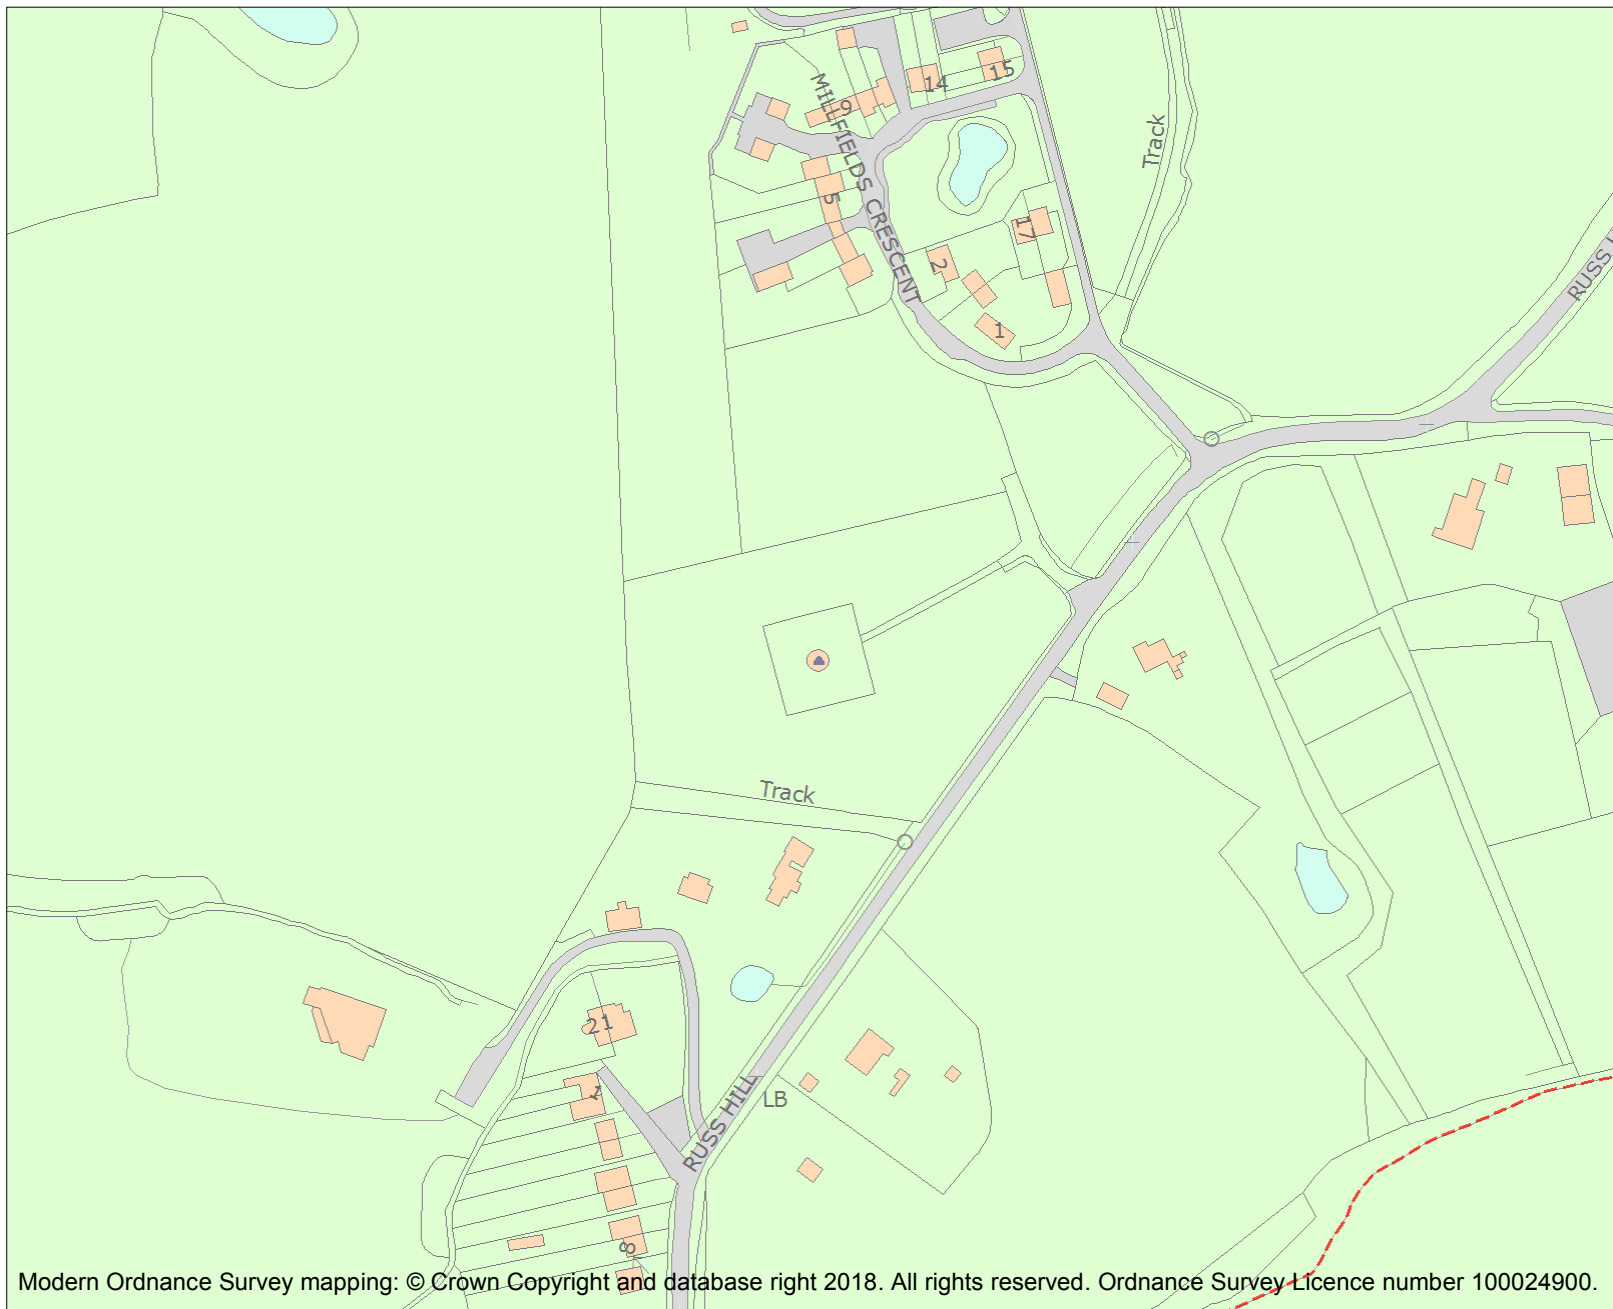 14
15
9
MILLFIELDS CRESCENT
Track
5
17
2
RUSS
1
Track
21
1
LB
RUSS HILL
8
Modern Ordnance Survey mapping: © Crown Copyright and database right 2018. All rights reserved. Ordnance Survey Licence number 100024900.